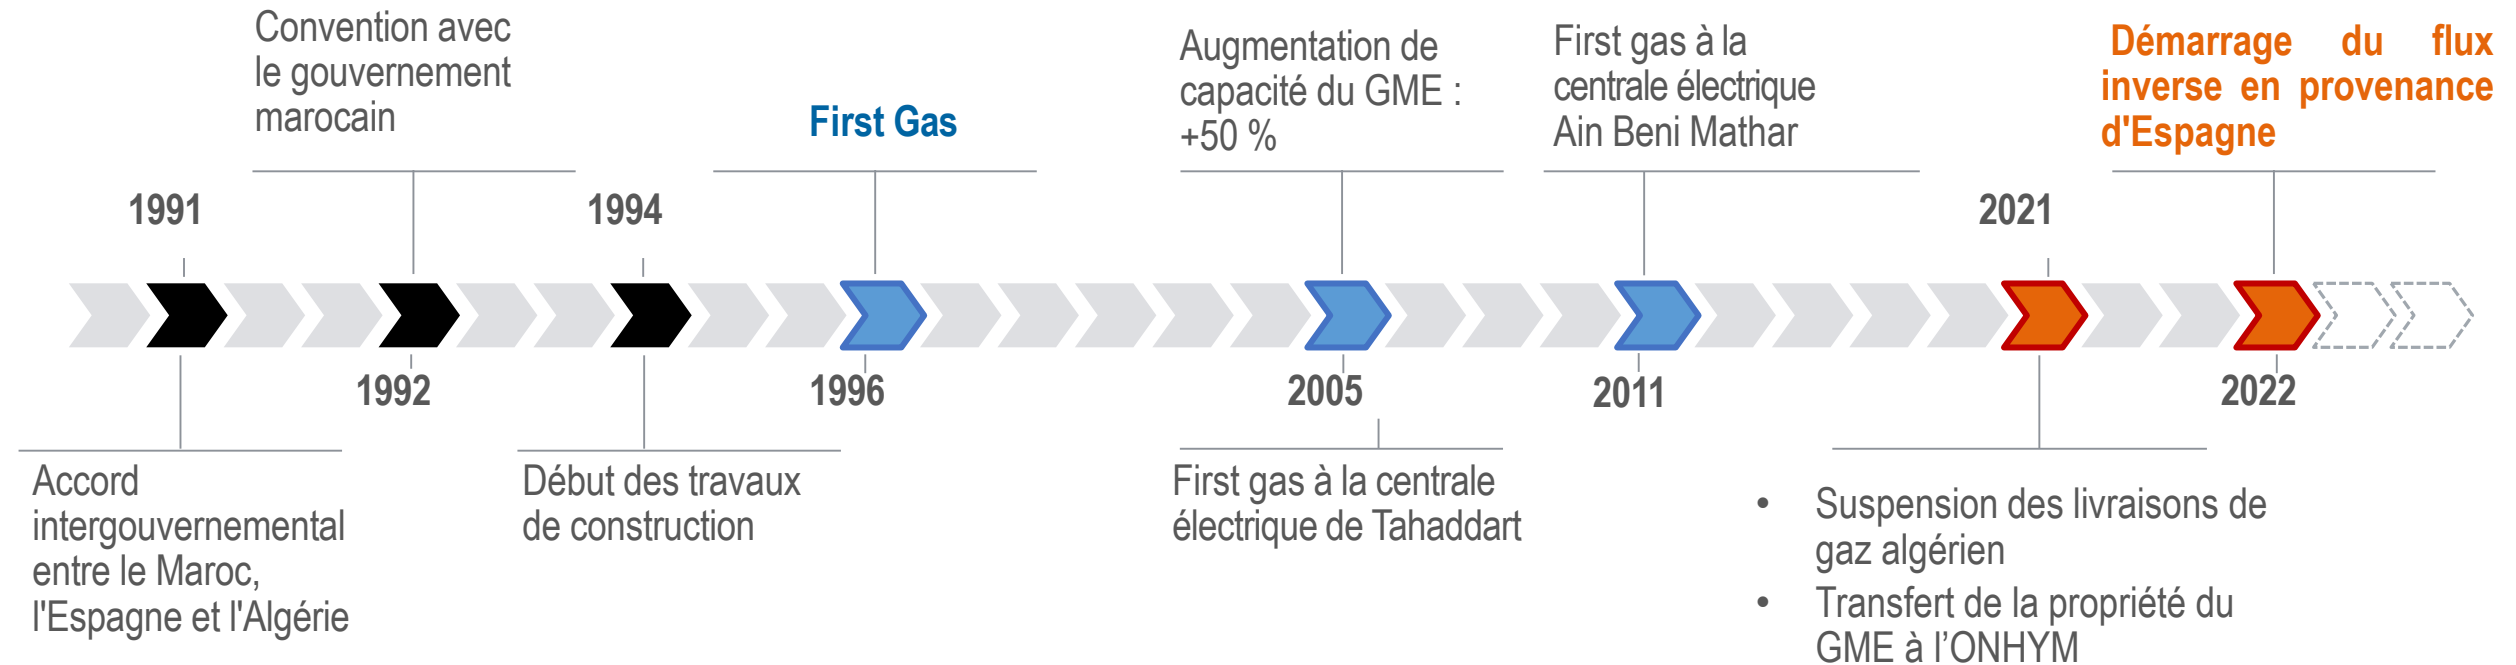 Convention avec
le gouvernement
marocain
First Gas
Augmentation de
capacité du GME :
+50 %
First gas à la
centrale électrique
Ain Beni Mathar
Démarrage du flux
inverse en provenance
d'Espagne
1991
1994
2021
1992
1996
2005
2011
2022
Accord
intergouvernemental
entre le Maroc,
l'Espagne et l'Algérie
Début des travaux
de construction
First gas à la centrale
électrique de Tahaddart
• Suspension des livraisons de
gaz algérien
• Transfert de la propriété du
GME à l’ONHYM